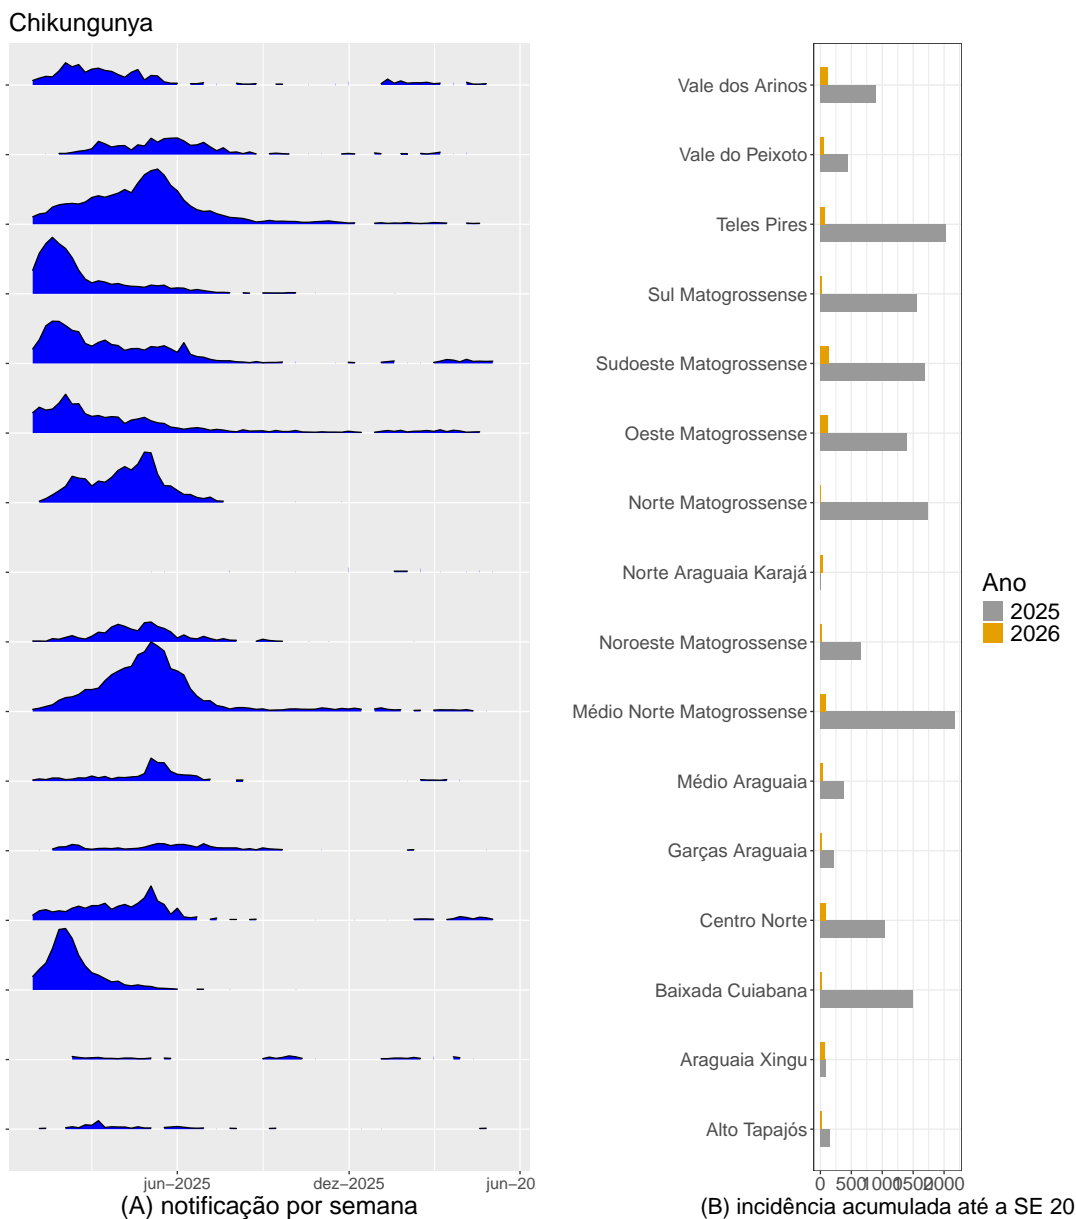 Chikungunya
Vale dos Arinos
Vale do Peixoto
Teles Pires
Sul Matogrossense
Sudoeste Matogrossense
Oeste Matogrossense
Norte Matogrossense
Norte Araguaia Karajá
Noroeste Matogrossense
Médio Norte Matogrossense
Médio Araguaia
Garças Araguaia
Centro Norte
Baixada Cuiabana
Araguaia Xingu
Alto Tapajós
Ano
2025
2026
jun−2025 dez−2025 jun−20
0 500 1000 1500 2000
(A) notificação por semana
(B) incidência acumulada até a SE 20